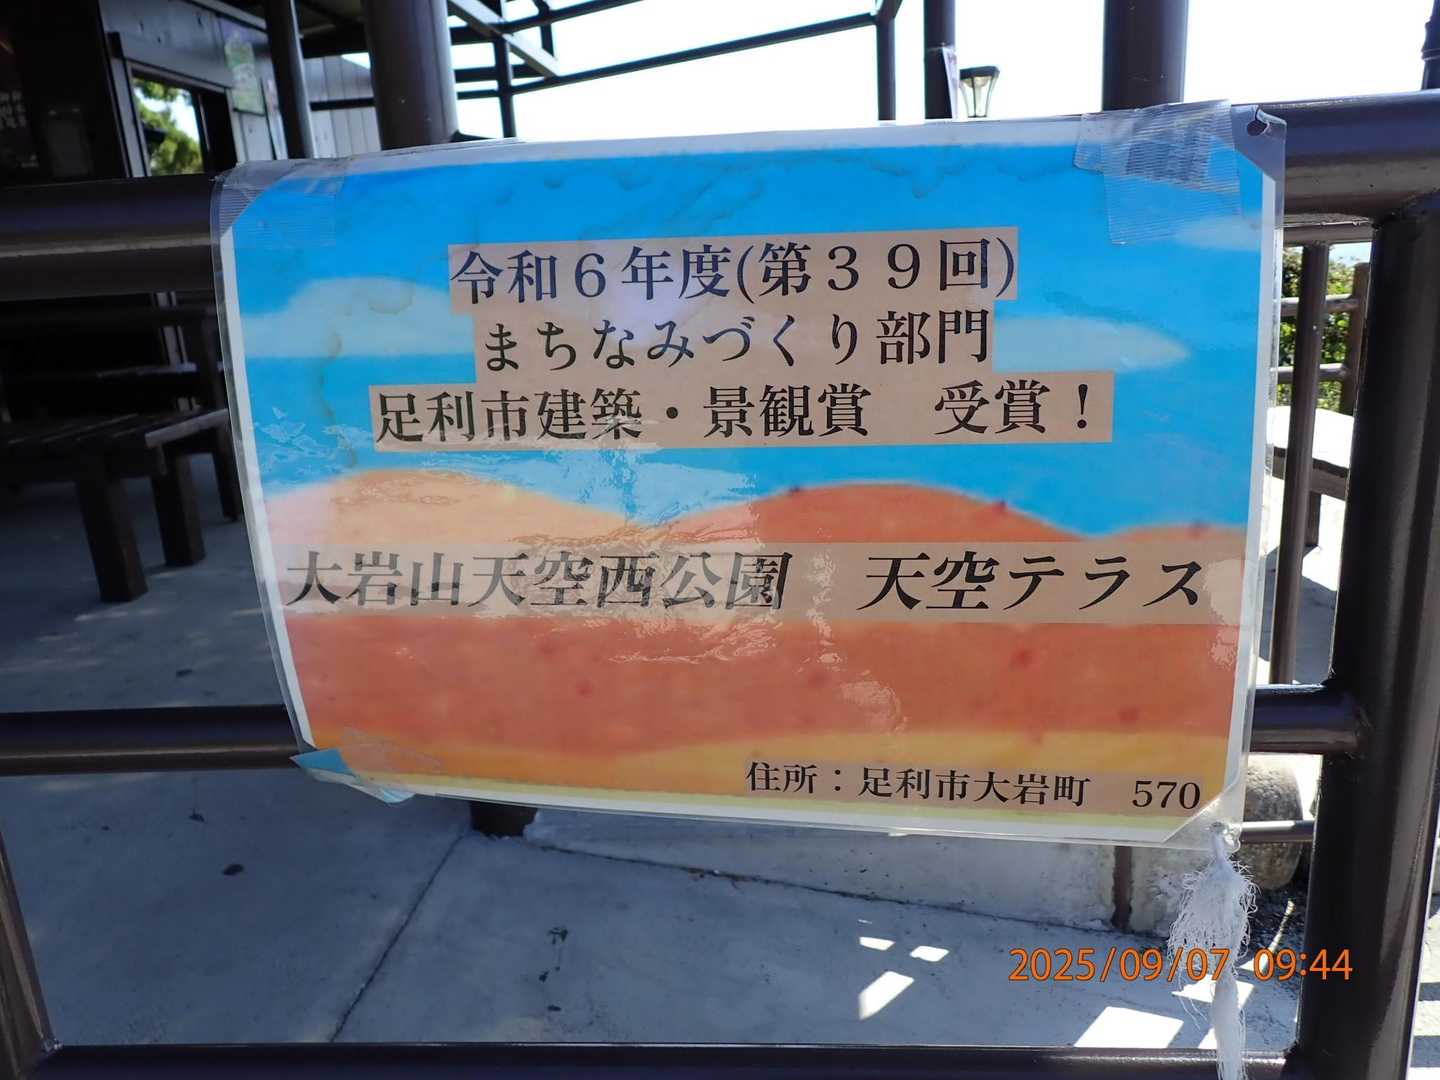 令和６年度(第３９回)
まちなみづくり部門
足利市建築・景観賞　受賞！
大岩山天空西公園　天空テラス
住所：足利市大岩町　570
2025/09/07 09:44